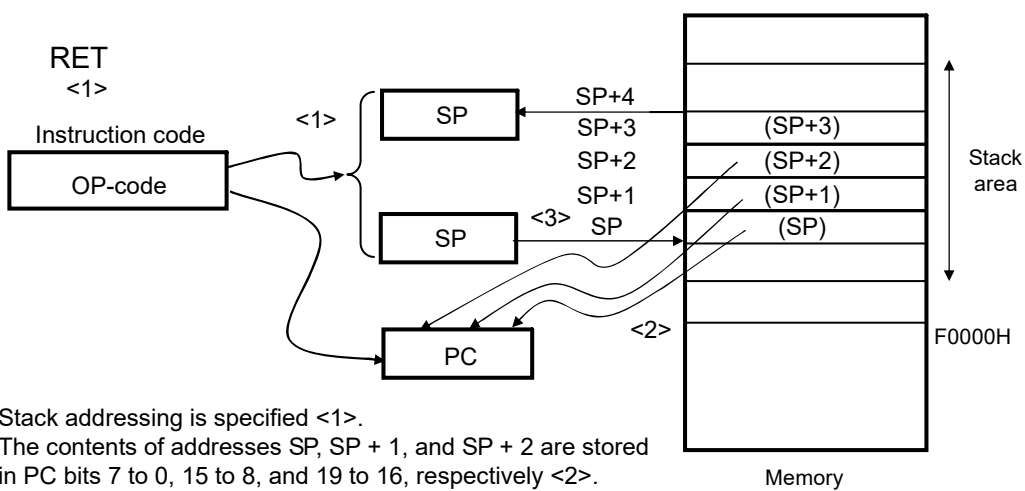 RET
<1>
Instruction code
OP-code
<1>
SP
SP
<3>
PC
SP+4
SP+3
SP+2
SP+1
SP
<2>
(SP+3)
(SP+2)
(SP+1)
(SP)
Stack
area
F0000H
Memory
Stack addressing is specified <1>.
The contents of addresses SP, SP + 1, and SP + 2 are stored
in PC bits 7 to 0, 15 to 8, and 19 to 16, respectively <2>.